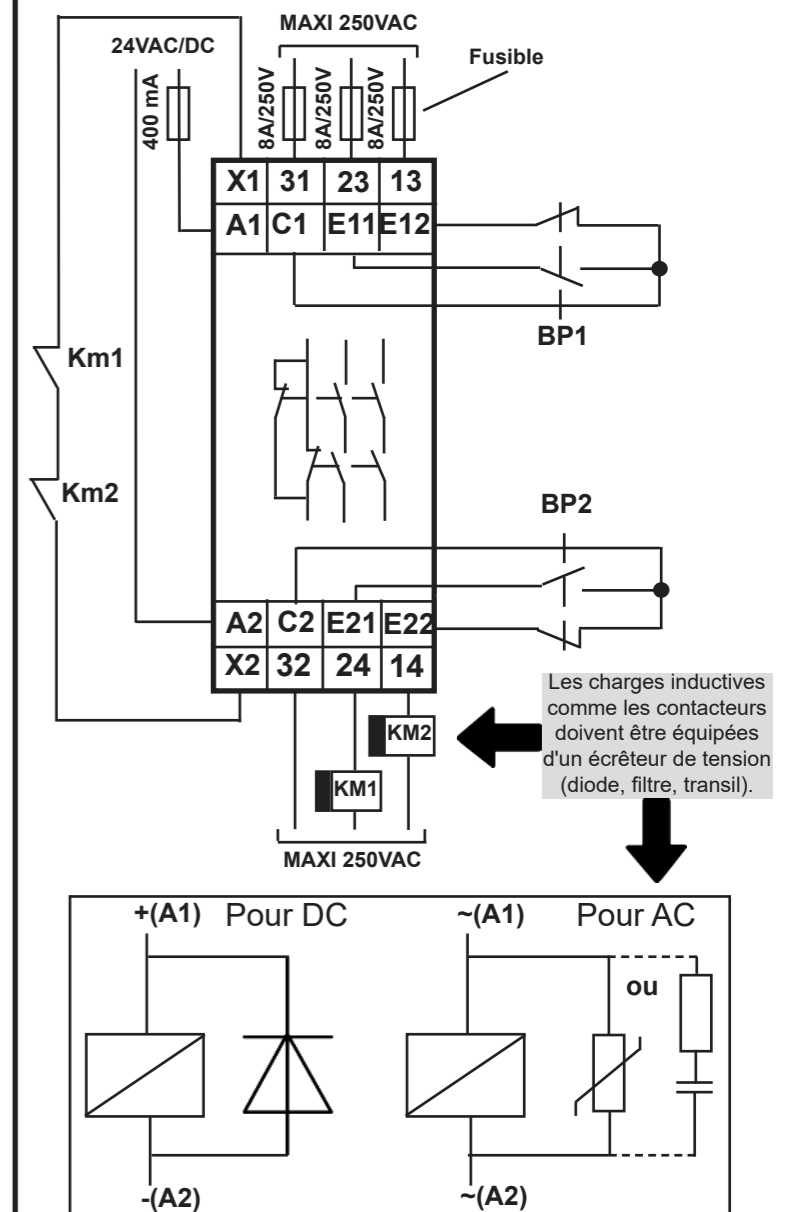 MAXI 250VAC
24VAC/DC
Fusible
400 mA
8A/250V
8A/250V
8A/250V
X1 31 23 13
A1 C1 E11 E12
BP1
Km1
Km2
BP2
A2 C2 E21 E22
X2 32 24 14
Les charges inductives
comme les contacteurs
doivent être équipées
d'un écrêteur de tension
(diode, filtre, transil).
KM2
KM1
MAXI 250VAC
+(A1) Pour DC ~(A1) Pour AC
ou
-(A2) ~(A2)